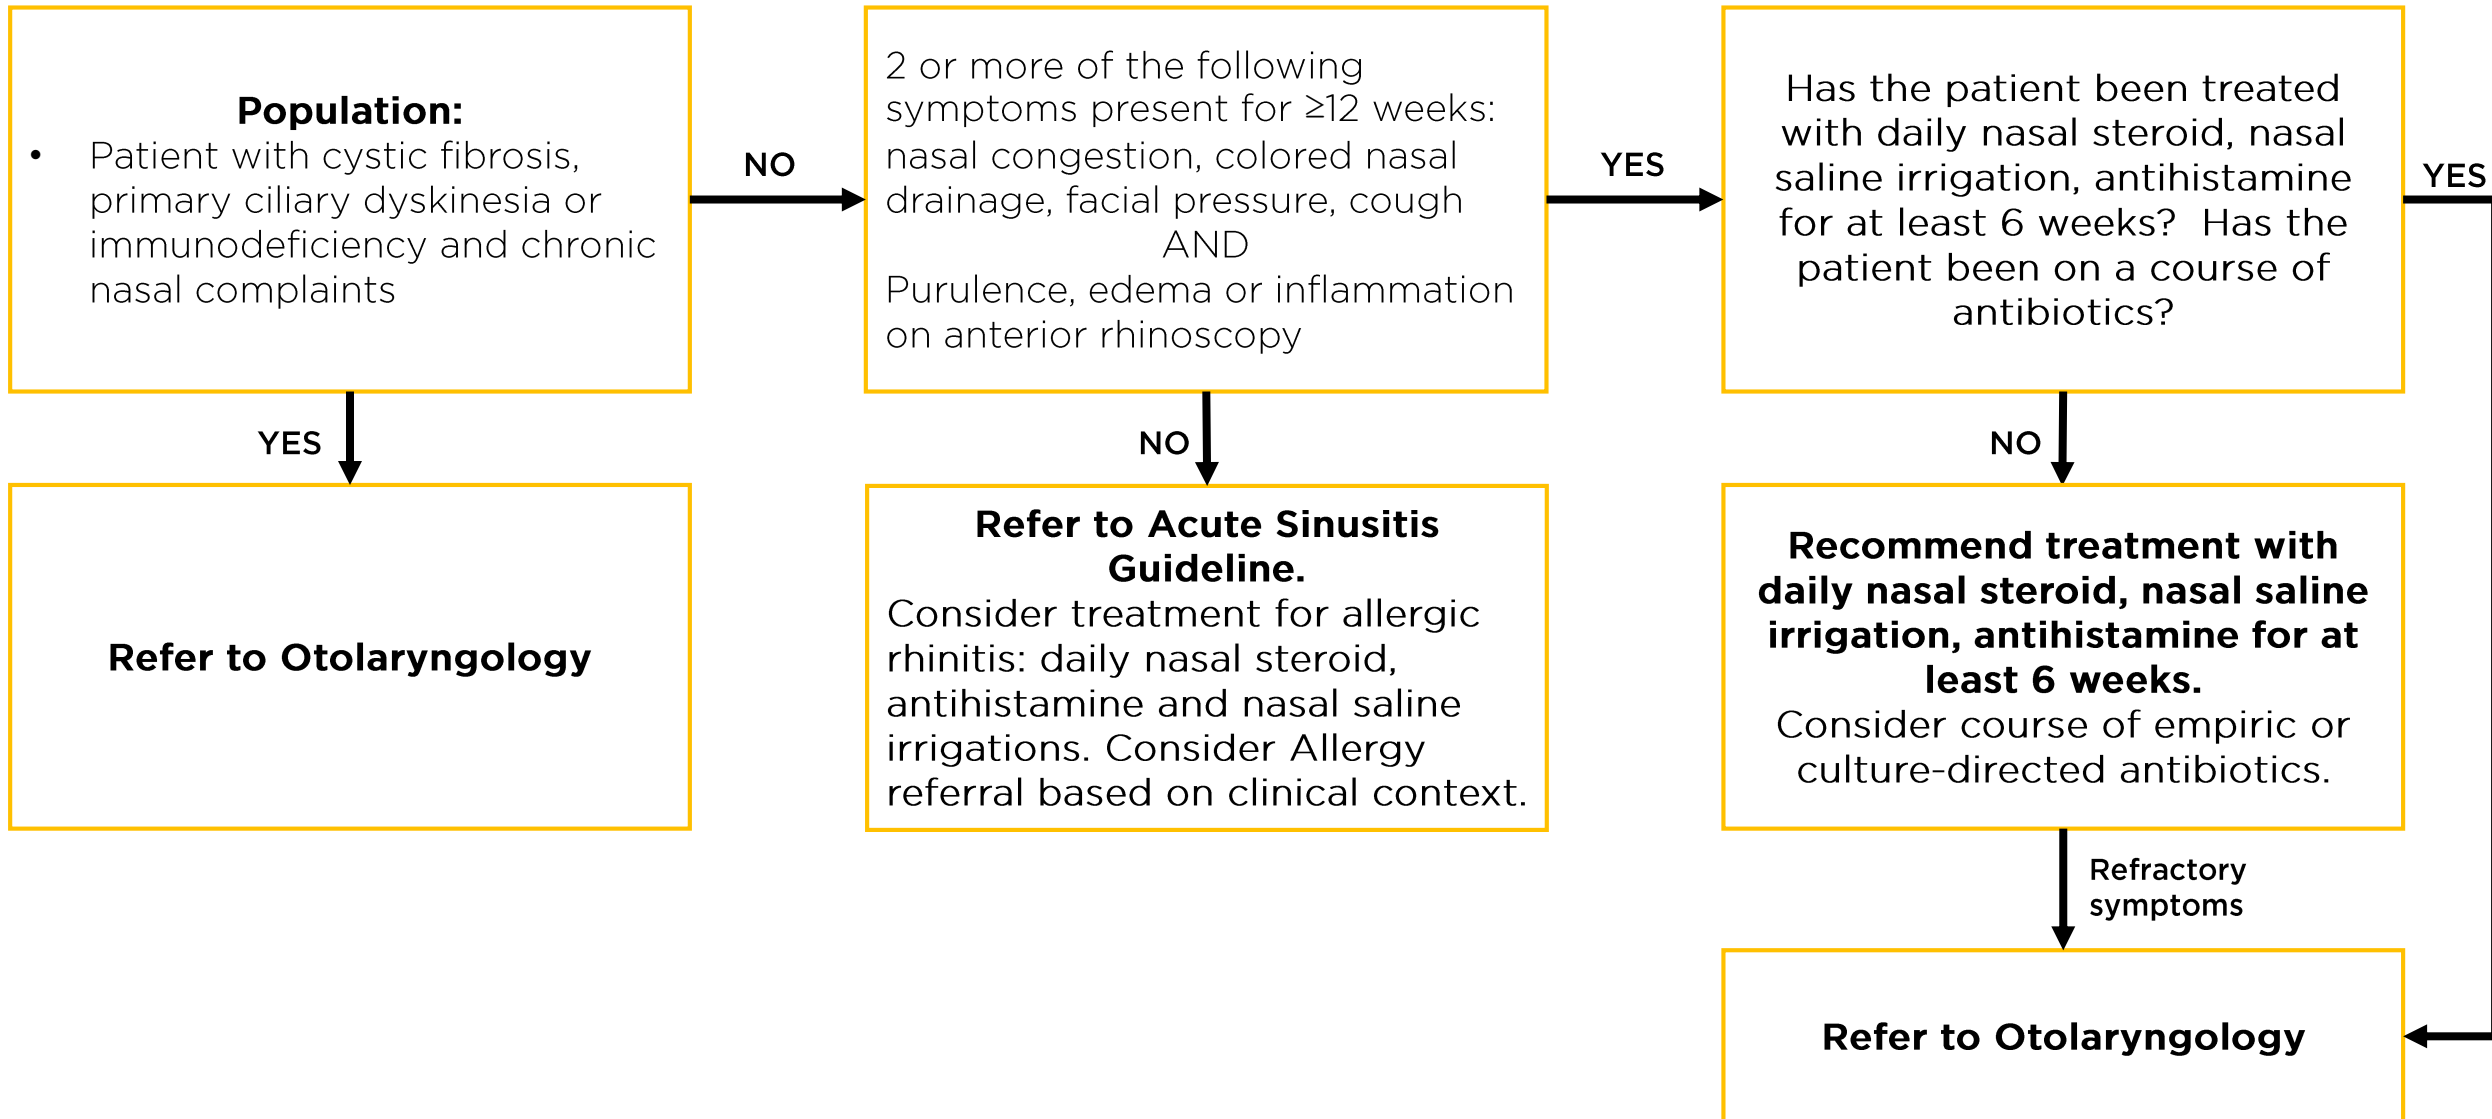 Population:
• Patient with cystic fibrosis,
primary ciliary dyskinesia or
immunodeficiency and chronic
nasal complaints
NO
2 or more of the following
symptoms present for ≥12 weeks:
nasal congestion, colored nasal
drainage, facial pressure, cough
AND
Purulence, edema or inflammation
on anterior rhinoscopy
YES
Has the patient been treated
with daily nasal steroid, nasal
saline irrigation, antihistamine
for at least 6 weeks? Has the
patient been on a course of
antibiotics?
YES
YES
NO
NO
Refer to Otolaryngology
Refer to Acute Sinusitis
Guideline.
Consider treatment for allergic
rhinitis: daily nasal steroid,
antihistamine and nasal saline
irrigations. Consider Allergy
referral based on clinical context.
Recommend treatment with
daily nasal steroid, nasal saline
irrigation, antihistamine for at
least 6 weeks.
Consider course of empiric or
culture-directed antibiotics.
Refractory
symptoms
Refer to Otolaryngology